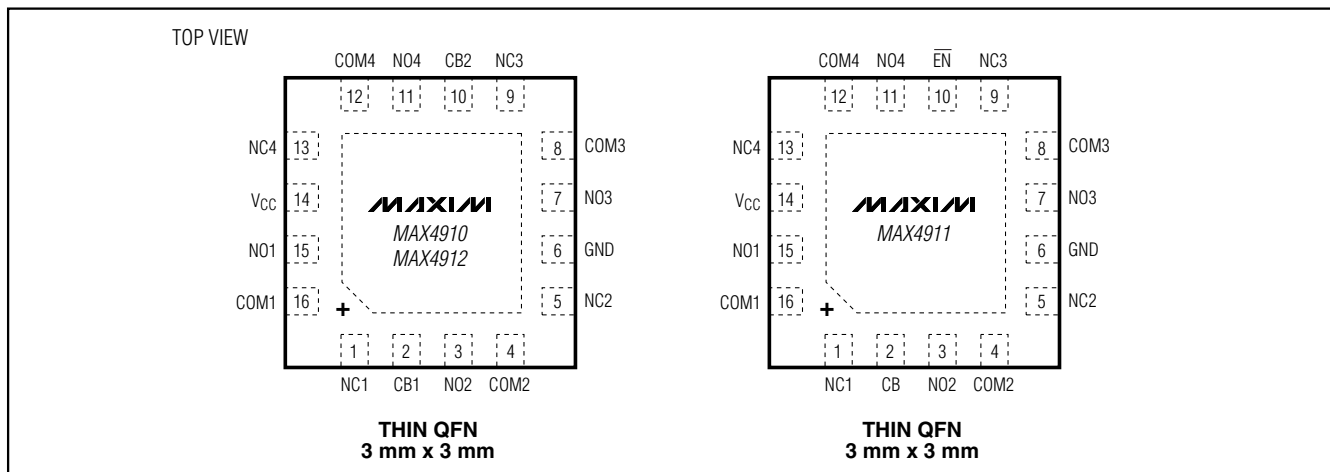 TOP VIEW
COM4 NO4 CB2 NC3
12 11 10 9
NC4 13
8 COM3
VCC 14
7 NO3
NO1 15
6 GND
COM1 16
5 NC2
MAXIM
MAX4910
MAX4912
+
1 2 3 4
NC1 CB1 NO2 COM2
THIN QFN
3 mm x 3 mm
COM4 NO4 E̅N̅ NC3
12 11 10 9
NC4 13
8 COM3
VCC 14
7 NO3
NO1 15
6 GND
COM1 16
5 NC2
MAXIM
MAX4911
+
1 2 3 4
NC1 CB NO2 COM2
THIN QFN
3 mm x 3 mm